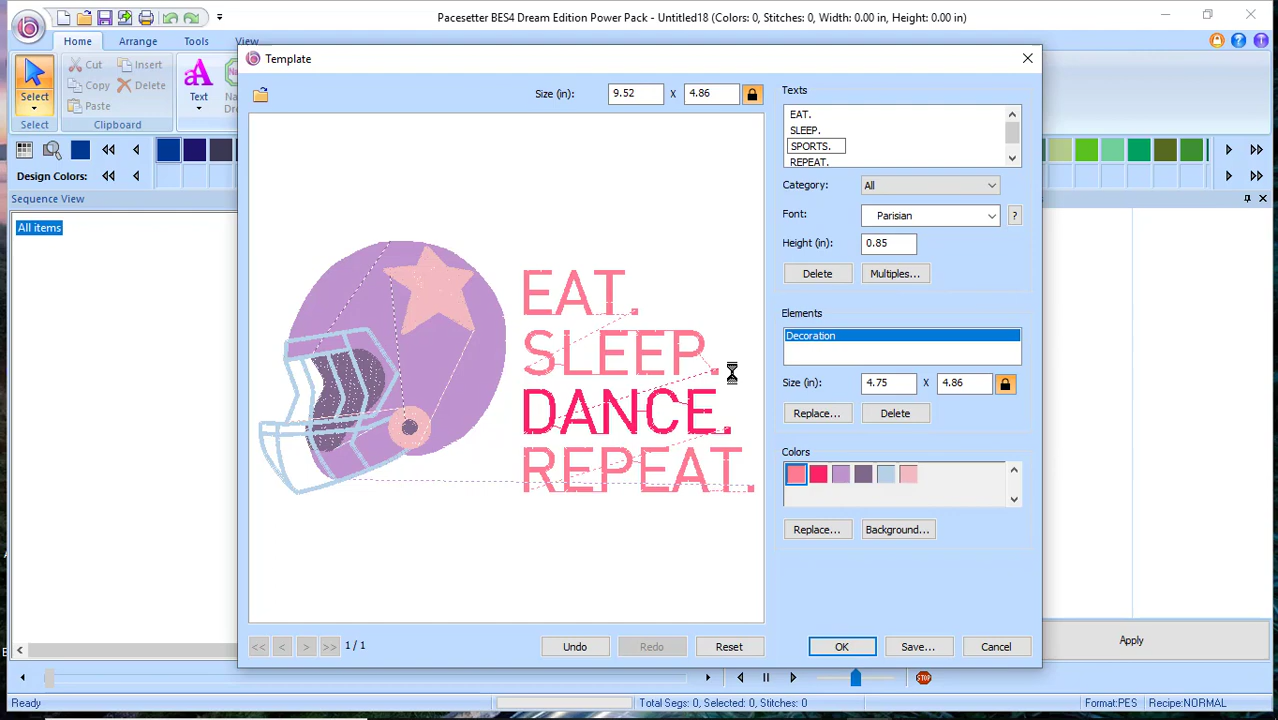 Pacesetter BES4 Dream Edition Power Pack - Untitled18 (Colors: 0, Stitches: 0, Width: 0.00 in, Height: 0.00 in)
Home Arrange Tools View
Select
Select
Cut
Copy
Paste
Insert
Delete
Clipboard
Text
Design Colors:
Sequence View
All items
Template
Size (in): 9.52 X 4.86
EAT.
SLEEP.
DANCE.
REPEAT.
1 / 1
Undo Redo Reset
Texts
EAT.
SLEEP.
SPORTS.
REPEAT.
Category: All
Font: Parisian ?
Height (in): 0.85
Delete Multiples...
Elements
Decoration
Size (in): 4.75 X 4.86
Replace... Delete
Colors
Replace... Background...
OK Save... Cancel
Apply
STOP
Ready
Total Segs: 0, Selected: 0, Stitches: 0
Format:PES
Recipe:NORMAL